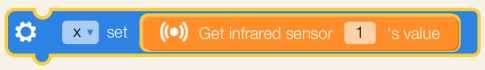 x set Get infrared sensor 1 's value